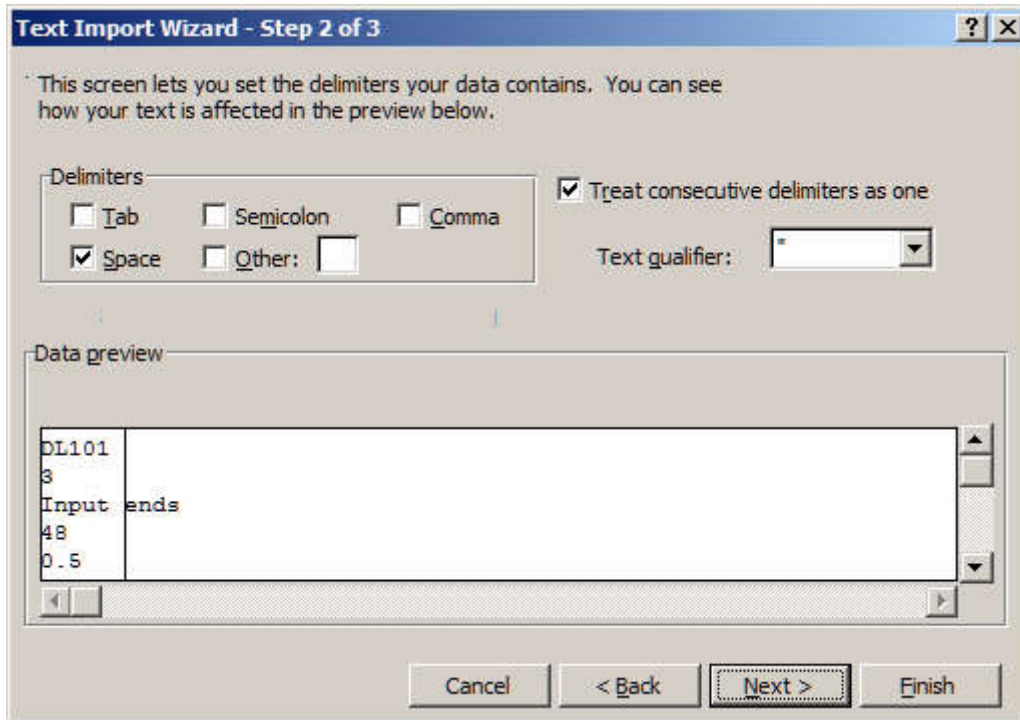 Text Import Wizard - Step 2 of 3
This screen lets you set the delimiters your data contains. You can see
how your text is affected in the preview below.
Delimiters
Tab Semicolon Comma
Space Other:
Treat consecutive delimiters as one
Text qualifier: "
Data preview
DL101
3
Input ends
48
0.5
Cancel < Back Next > Finish